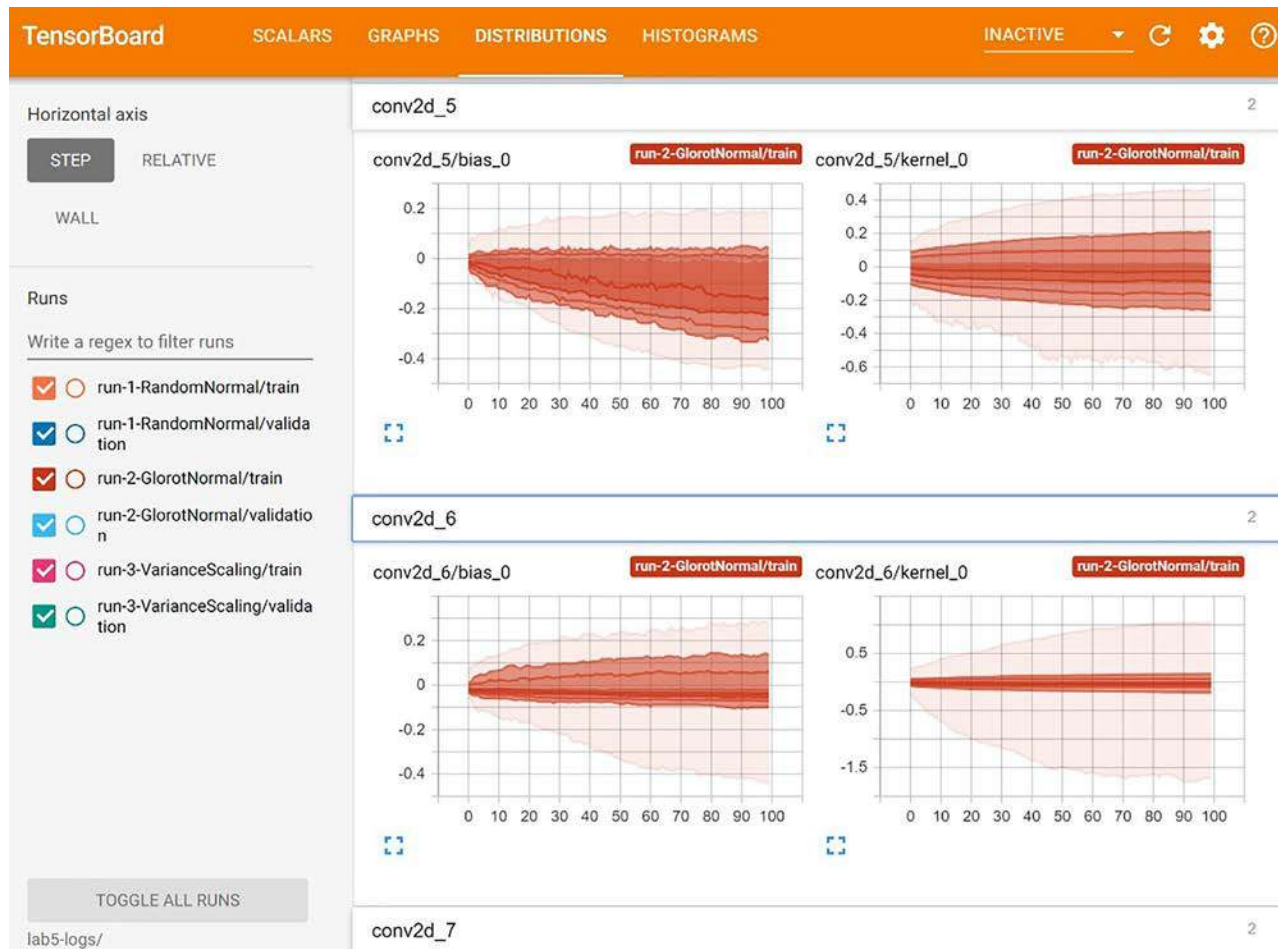 TensorBoard SCALARS GRAPHS DISTRIBUTIONS HISTOGRAMS INACTIVE
Horizontal axis
STEP RELATIVE
WALL
Runs
Write a regex to filter runs
run-1-RandomNormal/train
run-1-RandomNormal/valida
tion
run-2-GlorotNormal/train
run-2-GlorotNormal/validatio
n
run-3-VarianceScaling/train
run-3-VarianceScaling/valida
tion
TOGGLE ALL RUNS
lab5-logs/
conv2d_5 2
conv2d_5/bias_0 run-2-GlorotNormal/train
0.2
0
-0.2
-0.4
0 10 20 30 40 50 60 70 80 90 100
conv2d_5/kernel_0 run-2-GlorotNormal/train
0.4
0.2
0
-0.2
-0.4
-0.6
0 10 20 30 40 50 60 70 80 90 100
conv2d_6 2
conv2d_6/bias_0 run-2-GlorotNormal/train
0.2
0
-0.2
-0.4
0 10 20 30 40 50 60 70 80 90 100
conv2d_6/kernel_0 run-2-GlorotNormal/train
0.5
-0.5
-1.5
0 10 20 30 40 50 60 70 80 90 100
conv2d_7 2